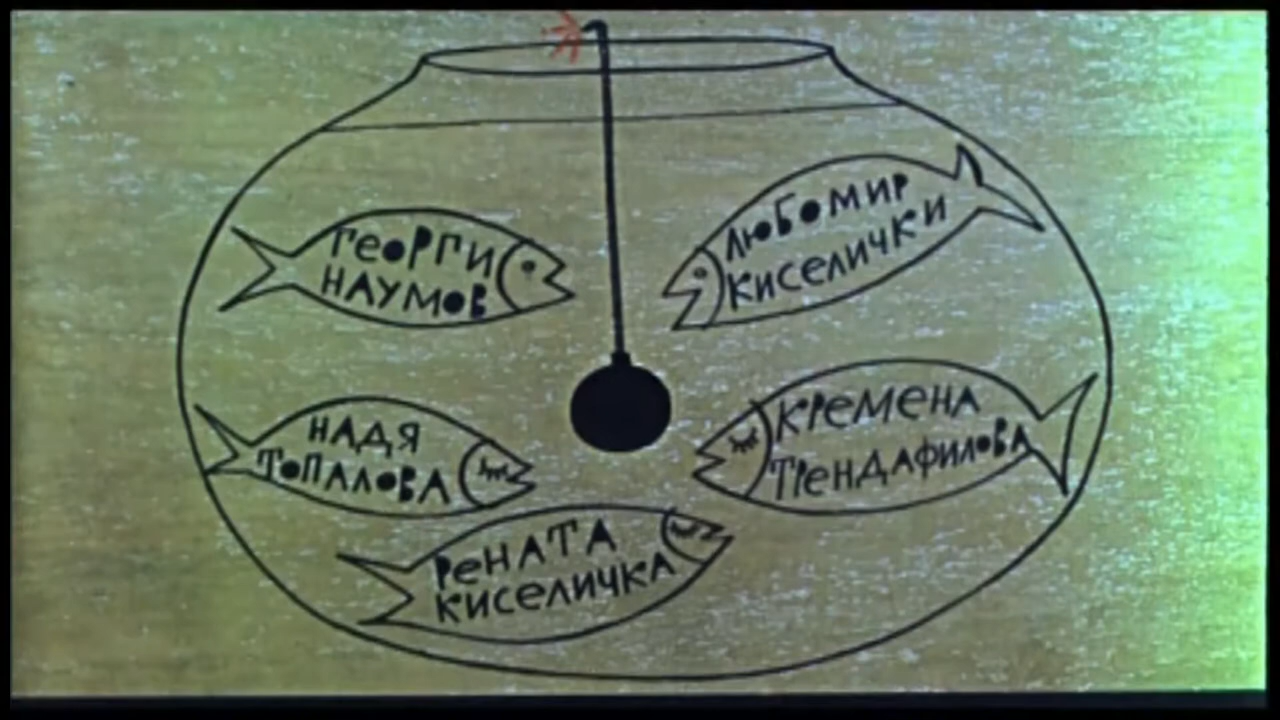 ГЕОРГИ
НАУМОВ
ЛЮБОМИР
КИСЕЛИЧКИ
НАДЯ
ТОПАЛОВА
КРЕМЕНА
ТРЕНДАФИЛОВА
РЕНАТА
КИСЕЛИЧКА